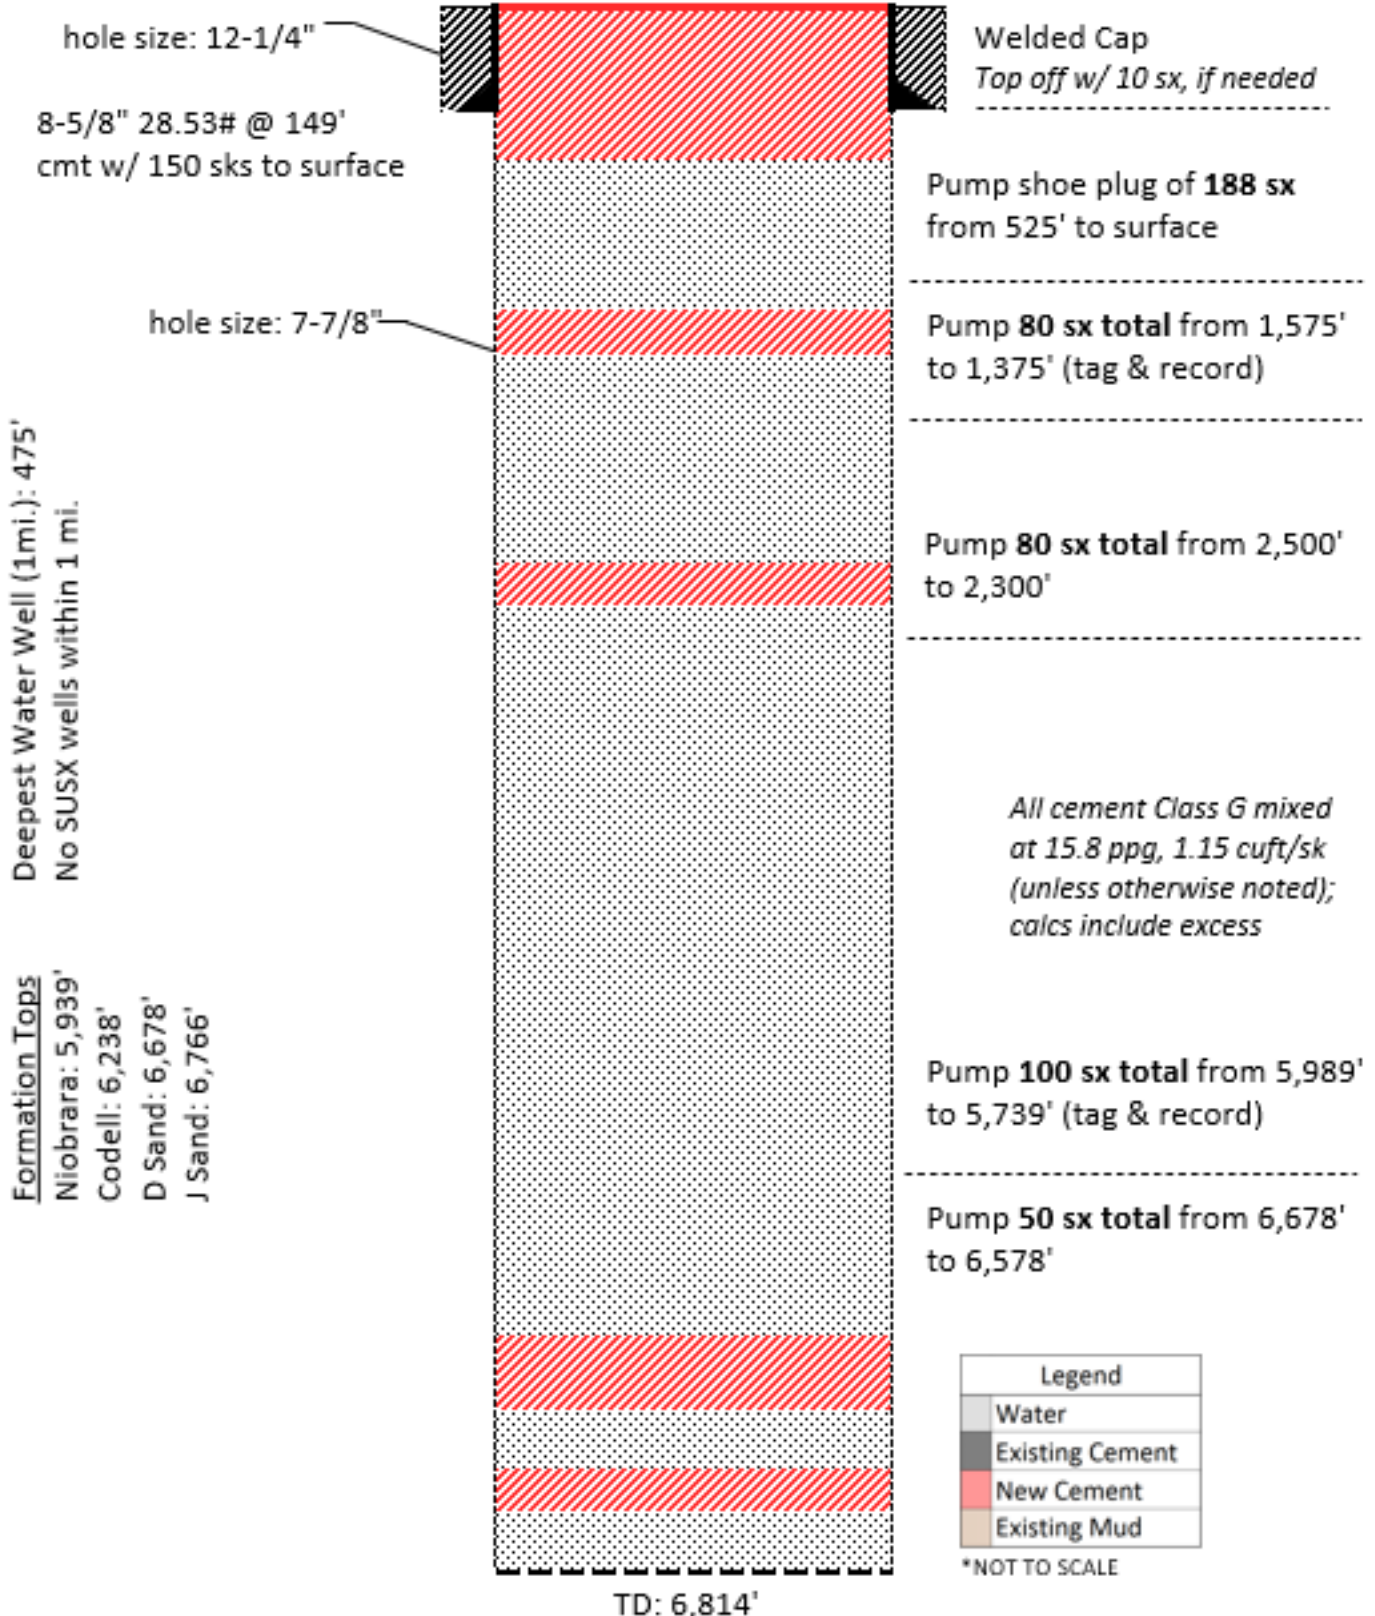 hole size: 12-1/4"
8-5/8" 28.53# @ 149'
cmt w/ 150 sks to surface
hole size: 7-7/8"
Deepest Water Well (1mi.): 475'
No SUSX wells within 1 mi.
Formation Tops
Niobrara: 5,939'
Codell: 6,238'
D Sand: 6,678'
J Sand: 6,766'
Welded Cap
Top off w/ 10 sx, if needed
Pump shoe plug of 188 sx
from 525' to surface
Pump 80 sx total from 1,575'
to 1,375' (tag & record)
Pump 80 sx total from 2,500'
to 2,300'
All cement Class G mixed
at 15.8 ppg, 1.15 cuft/sk
(unless otherwise noted);
calcs include excess
Pump 100 sx total from 5,989'
to 5,739' (tag & record)
Pump 50 sx total from 6,678'
to 6,578'
Legend
Water
Existing Cement
New Cement
Existing Mud
*NOT TO SCALE
TD: 6,814'